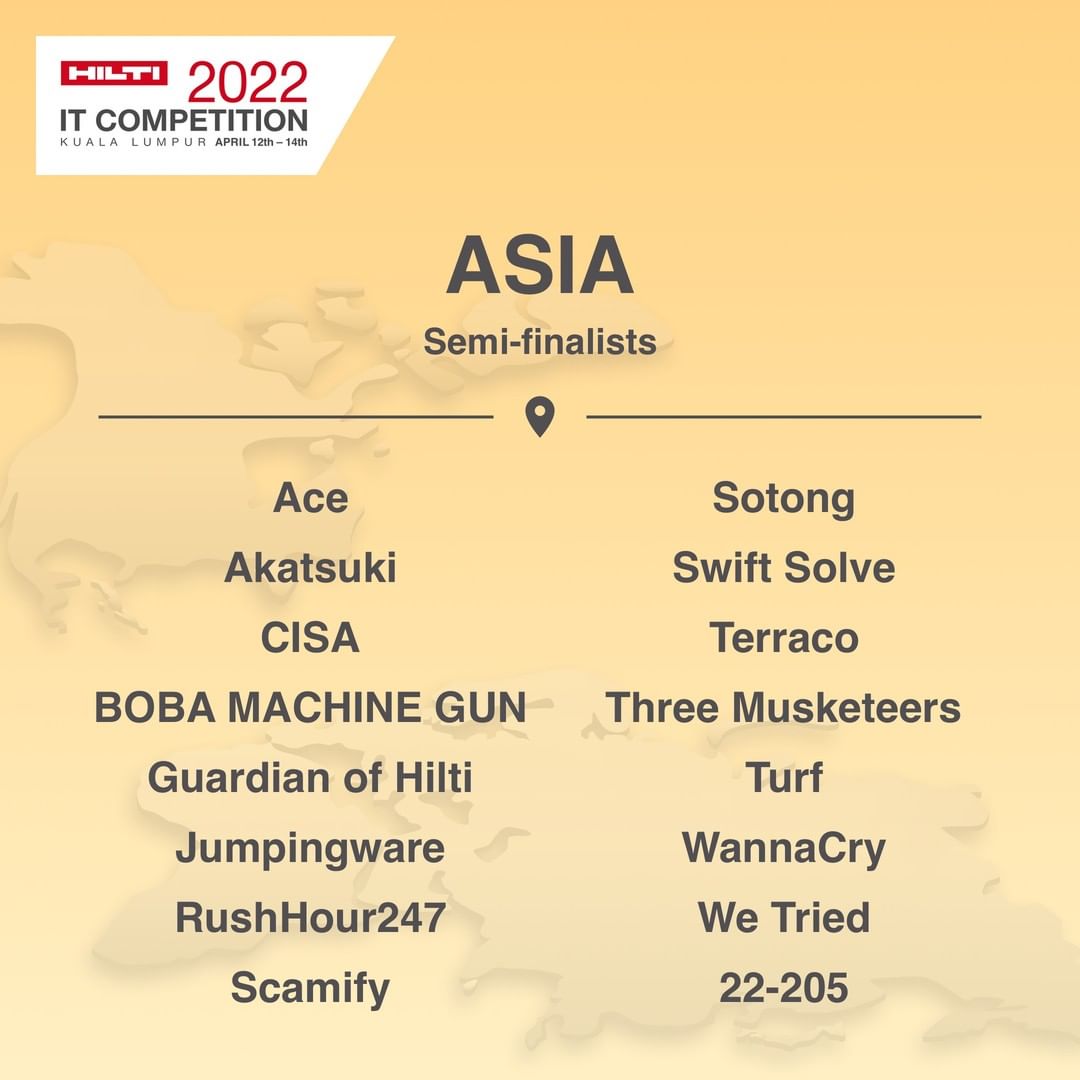 HILTI 2022
IT COMPETITION
KUALA LUMPUR APRIL 12th – 14th
ASIA
Semi-finalists
Ace
Akatsuki
CISA
BOBA MACHINE GUN
Guardian of Hilti
Jumpingware
RushHour247
Scamify
Sotong
Swift Solve
Terraco
Three Musketeers
Turf
WannaCry
We Tried
22-205